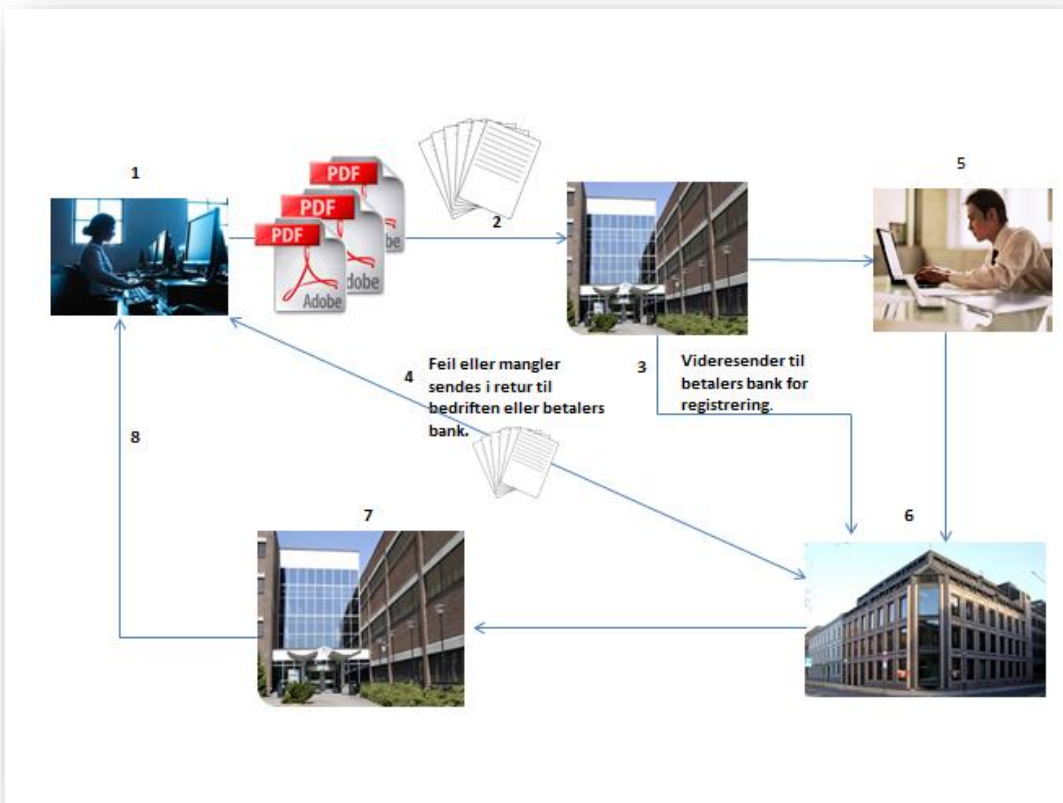 1
PDF
PDF
PDF
Adobe
dobe
be
2
5
Feil eller mangler
sendes i retur til
bedriften eller betalers
bank.
4
3
Videresender til
betalers bank for
registrering.
8
7
6